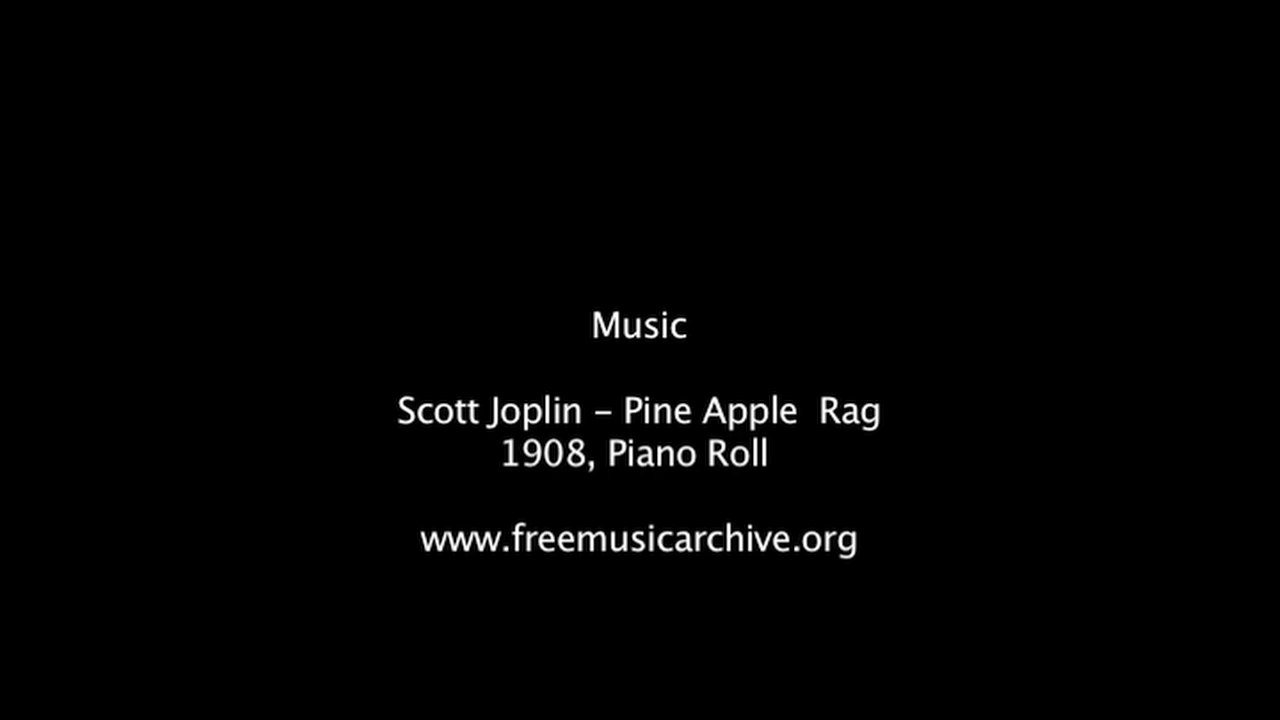 Music
Scott Joplin – Pine Apple  Rag
1908, Piano Roll
www.freemusicarchive.org